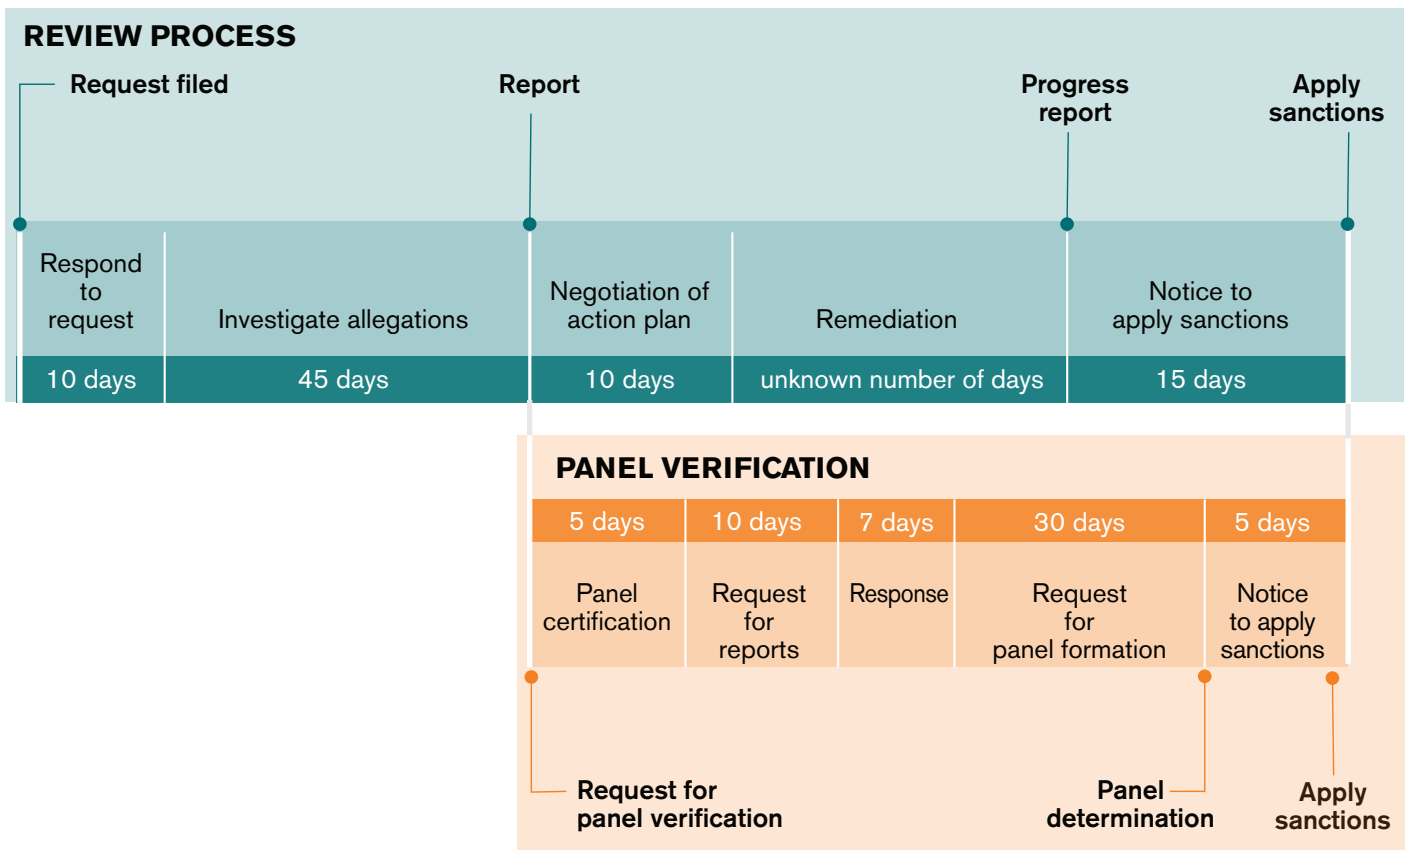 REVIEW PROCESS
Request filed
Report
Progress
report
Apply
sanctions
Respond
to
request
Investigate allegations
Negotiation of
action plan
Remediation
Notice to
apply sanctions
10 days
45 days
10 days
unknown number of days
15 days
PANEL VERIFICATION
5 days
10 days
7 days
30 days
5 days
Panel
certification
Request
for
reports
Response
Request
for
panel formation
Notice
to apply
sanctions
Request for
panel verification
Panel
determination
Apply
sanctions